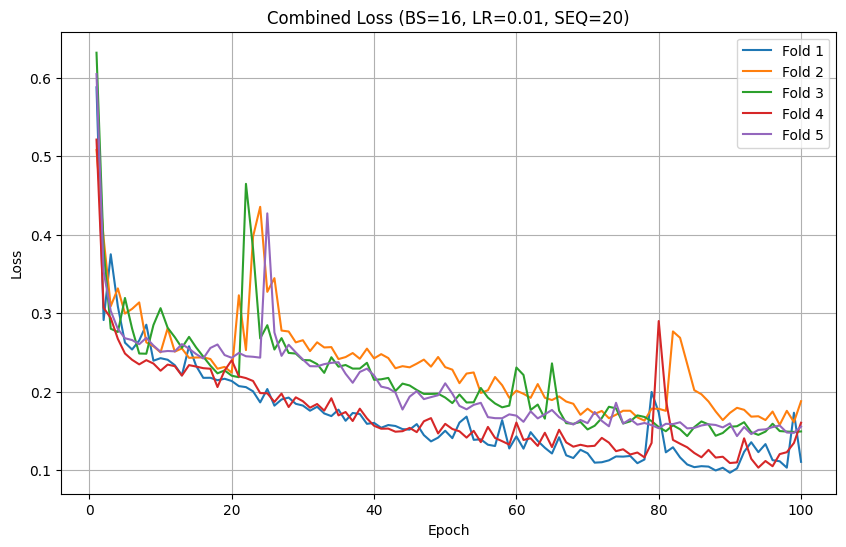 Combined Loss (BS=16, LR=0.01, SEQ=20)
Fold 1
Fold 2
Fold 3
Fold 4
Fold 5
Loss
0.6
0.5
0.4
0.3
0.2
0.1
0 20 40 60 80 100
Epoch